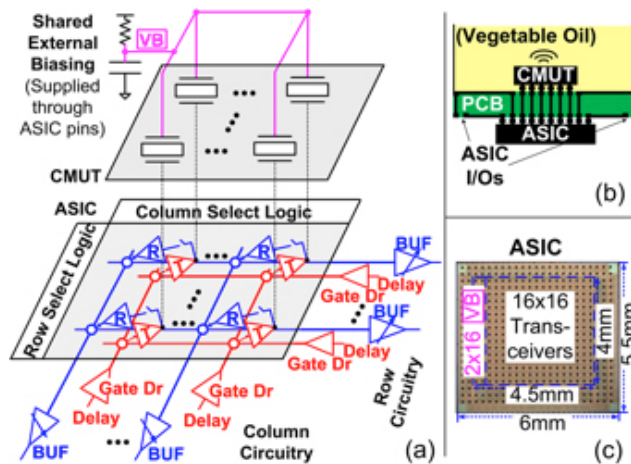 Shared
External
Biasing
(Supplied
through
ASIC pins)
VB
CMUT
ASIC
Column Select Logic
Row Select Logic
R
T
R
T
R
T
R
T
BUF
Delay
Gate Dr
BUF
Delay
Gate Dr
Gate Dr
Delay
Gate Dr
Delay
BUF
BUF
Row
Circuitry
Column
Circuitry
(a)
(Vegetable Oil)
CMUT
PCB
ASIC
ASIC
I/Os
(b)
ASIC
2x16 VB
16x16
Trans-
ceivers
4mm
5.5mm
4.5mm
6mm
(c)